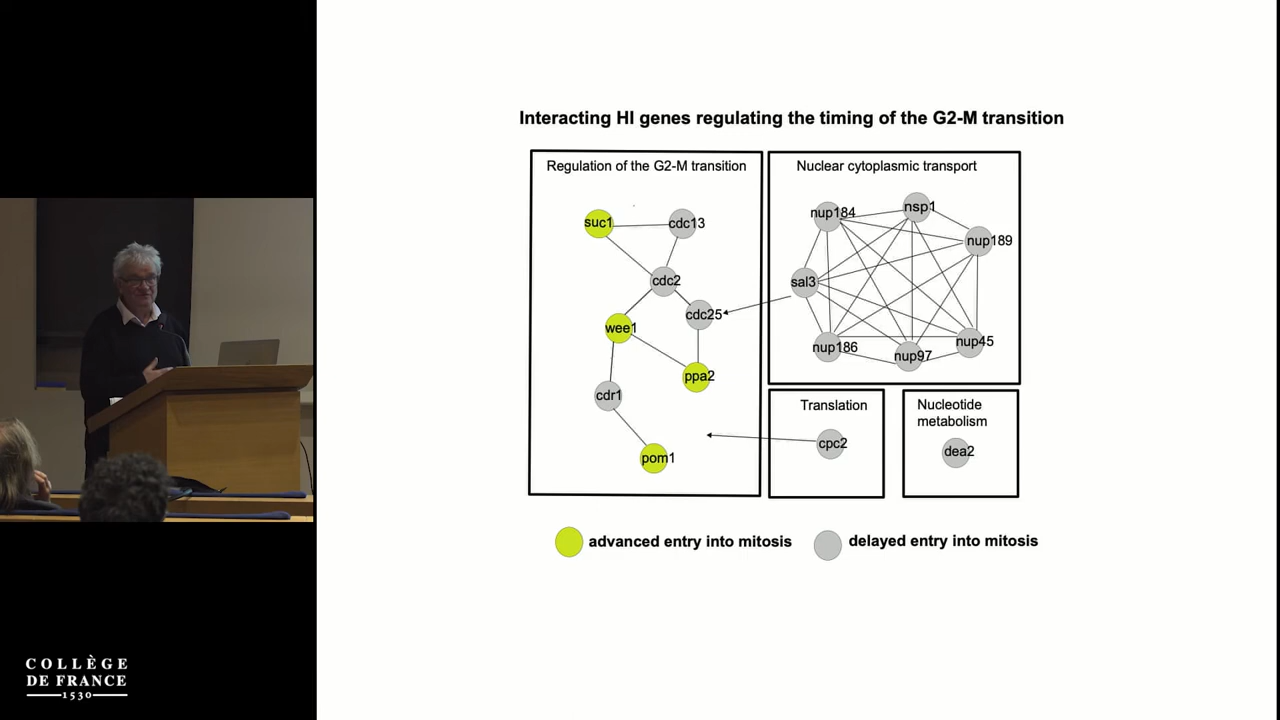 Interacting HI genes regulating the timing of the G2-M transition
Regulation of the G2-M transition
suc1
cdc13
cdc2
cdc25
wee1
ppa2
cdr1
pom1
Nuclear cytoplasmic transport
nup184
nsp1
nup189
sal3
nup186
nup97
nup45
Translation
cpc2
Nucleotide
metabolism
dea2
advanced entry into mitosis
delayed entry into mitosis
COLLÈGE
DE FRANCE
1530